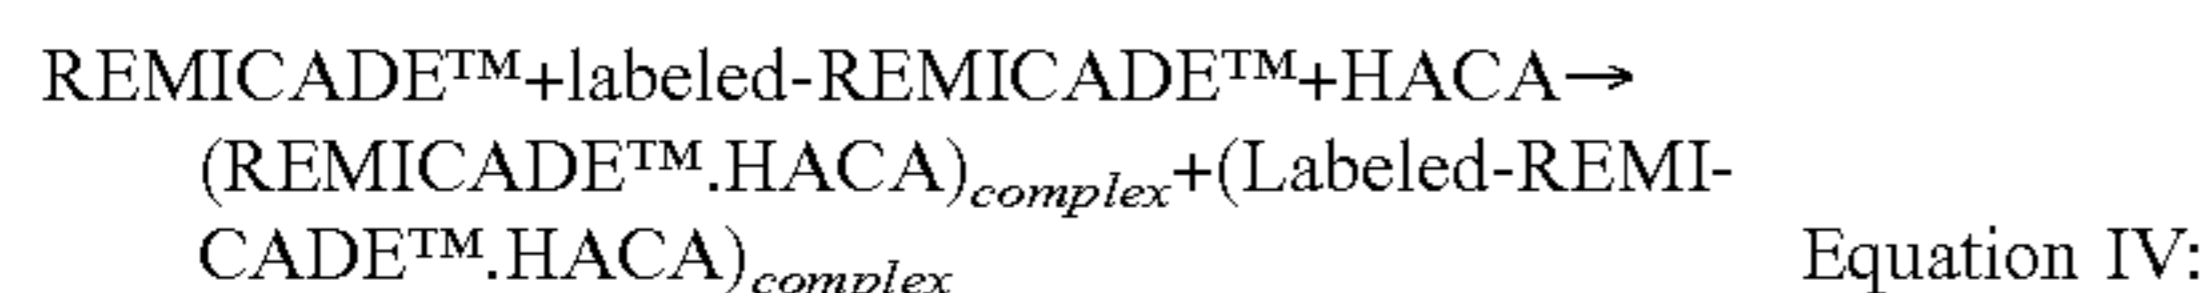 REMICADE™+labeled-REMICADE™+HACA→
(REMICADE™.HACA)complex+(Labeled-REMI-
CADE™.HACA)complex Equation IV: